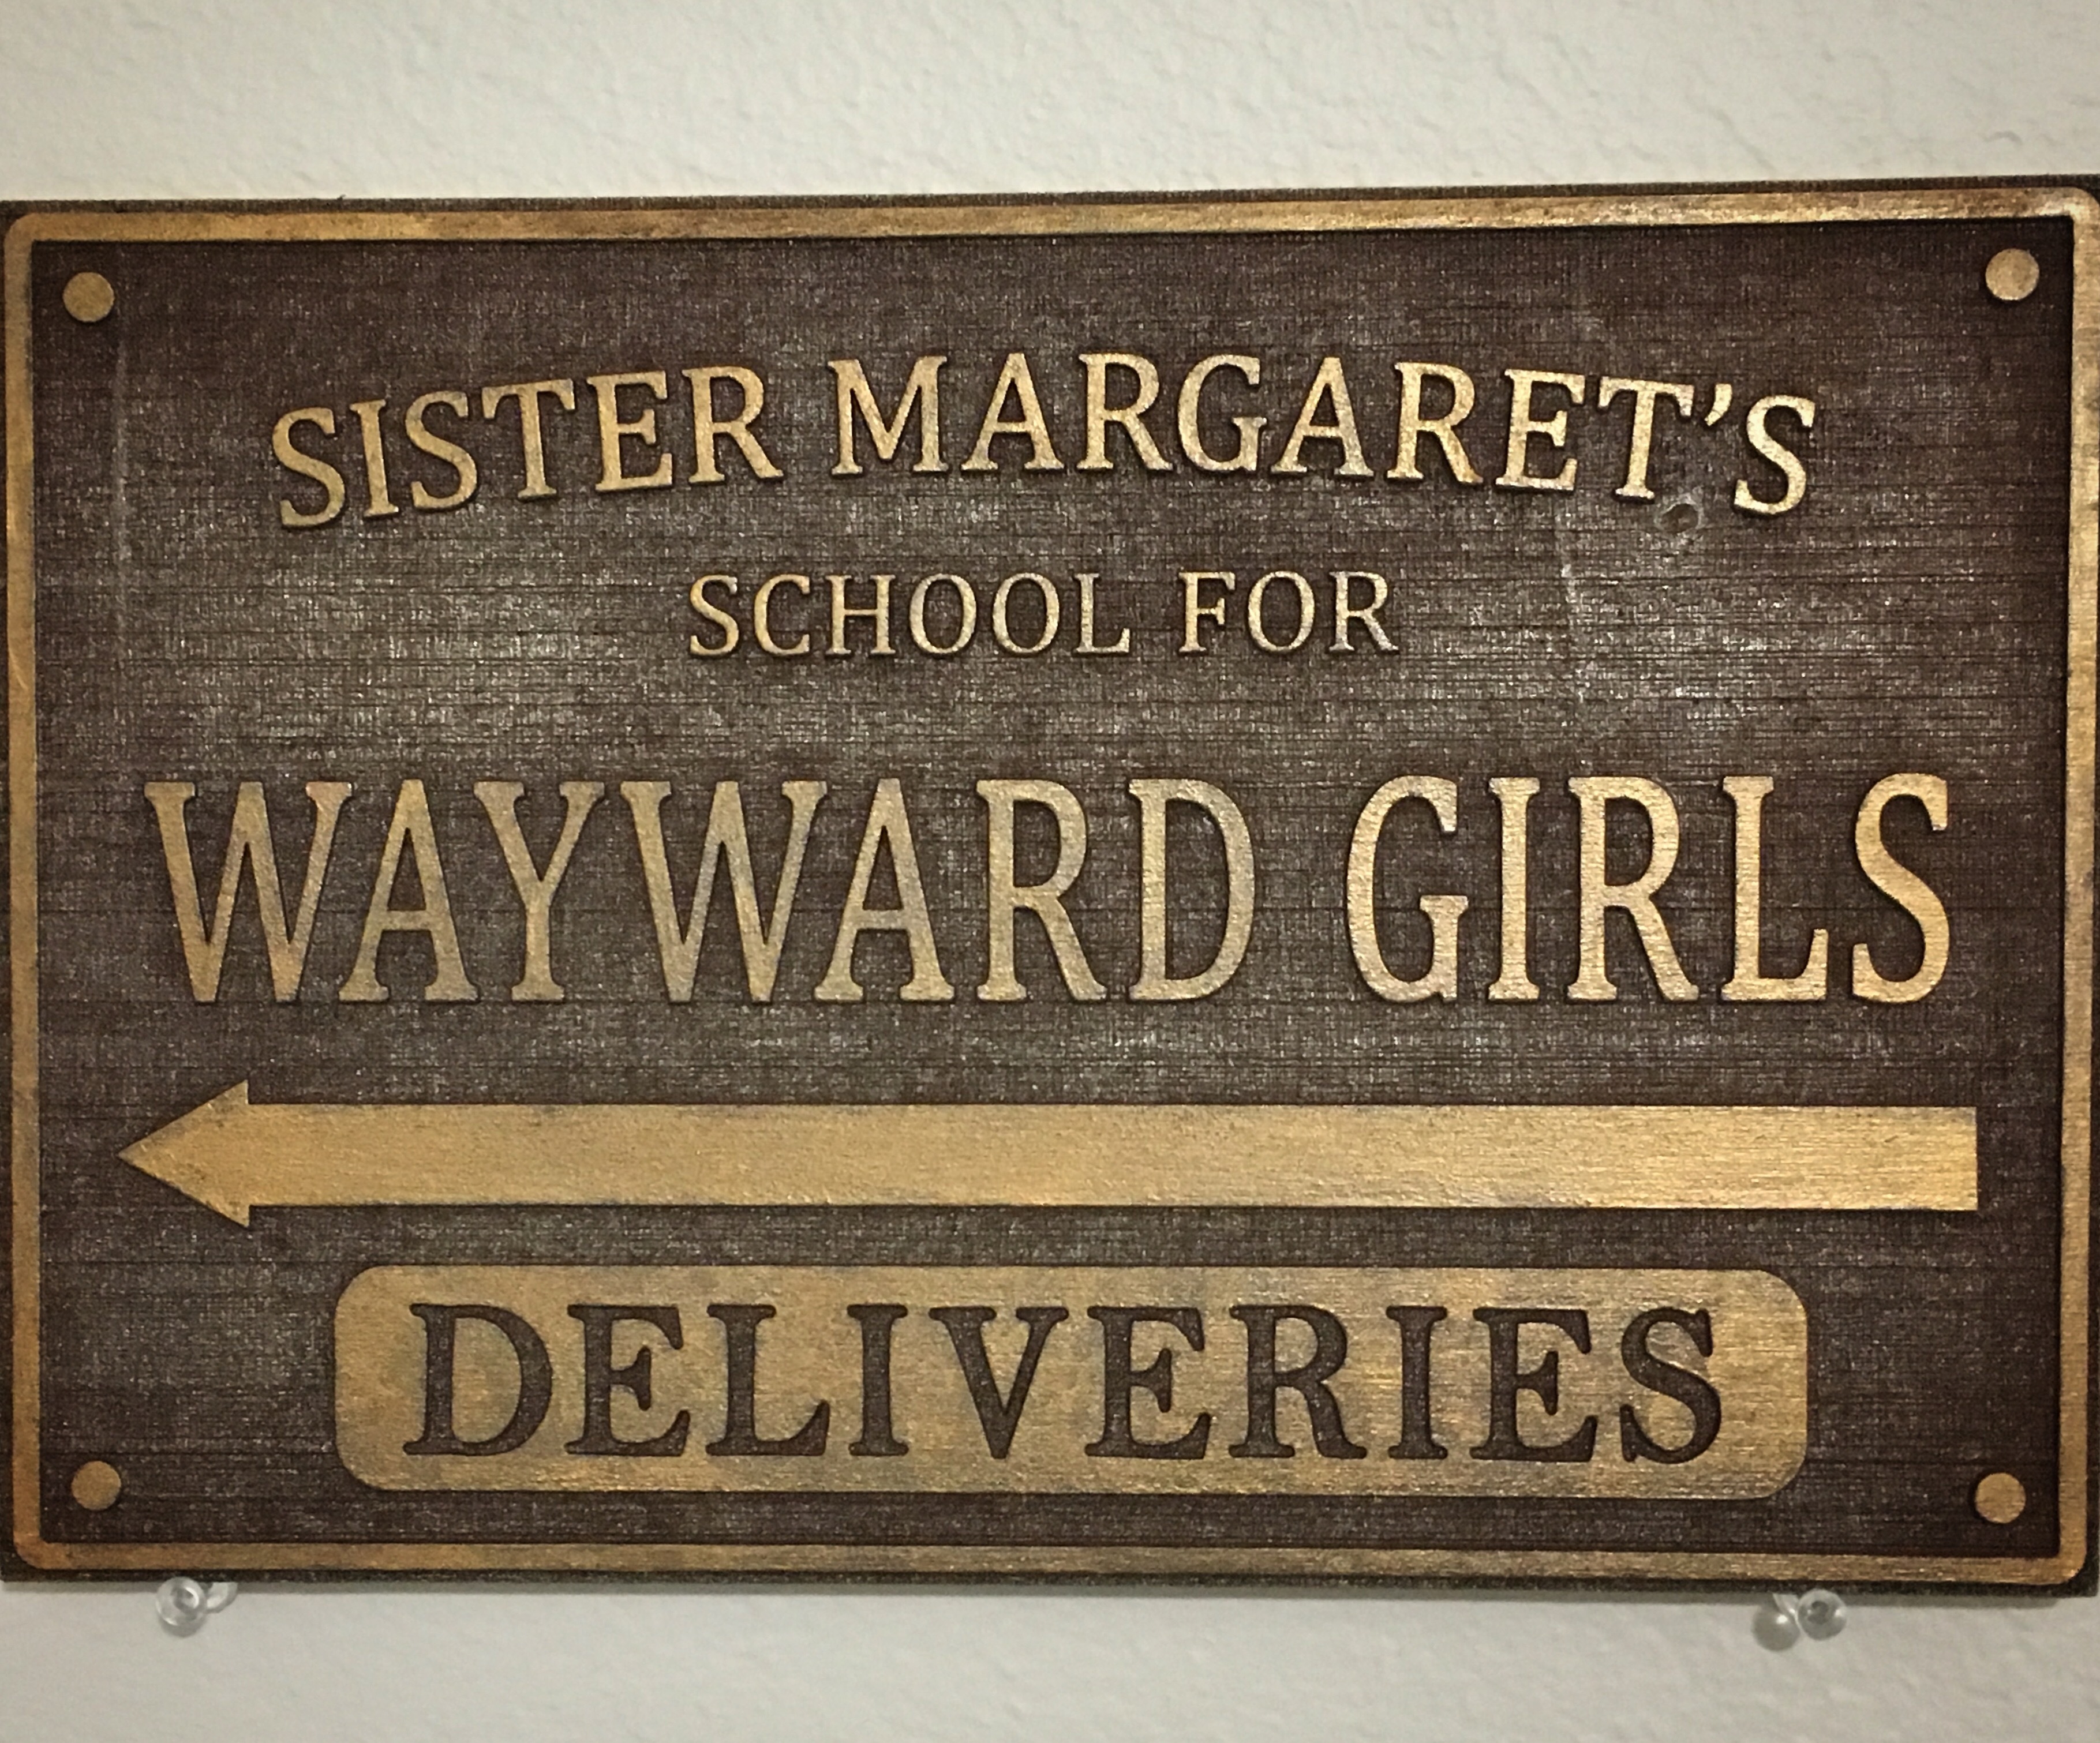 SISTER MARGARET’S
SCHOOL FOR
WAYWARD GIRLS
DELIVERIES